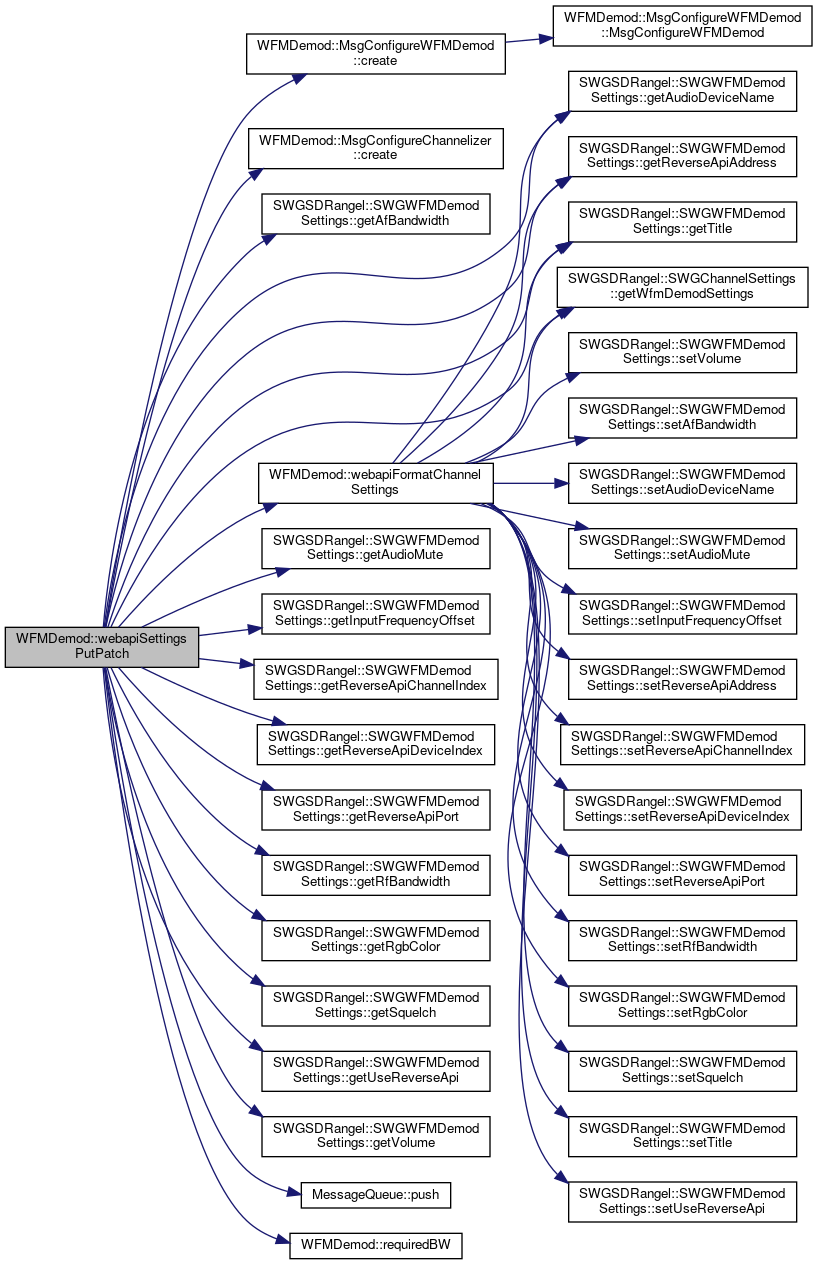 WFMDemod::webapiSettings
PutPatch
WFMDemod::MsgConfigureWFMDemod
::create
WFMDemod::MsgConfigureChannelizer
::create
SWGSDRangel::SWGWFMDemod
Settings::getAfBandwidth
WFMDemod::webapiFormatChannel
Settings
SWGSDRangel::SWGWFMDemod
Settings::getAudioMute
SWGSDRangel::SWGWFMDemod
Settings::getInputFrequencyOffset
SWGSDRangel::SWGWFMDemod
Settings::getReverseApiChannelIndex
SWGSDRangel::SWGWFMDemod
Settings::getReverseApiDeviceIndex
SWGSDRangel::SWGWFMDemod
Settings::getReverseApiPort
SWGSDRangel::SWGWFMDemod
Settings::getRfBandwidth
SWGSDRangel::SWGWFMDemod
Settings::getRgbColor
SWGSDRangel::SWGWFMDemod
Settings::getSquelch
SWGSDRangel::SWGWFMDemod
Settings::getUseReverseApi
SWGSDRangel::SWGWFMDemod
Settings::getVolume
MessageQueue::push
WFMDemod::requiredBW
WFMDemod::MsgConfigureWFMDemod
::MsgConfigureWFMDemod
SWGSDRangel::SWGWFMDemod
Settings::getAudioDeviceName
SWGSDRangel::SWGWFMDemod
Settings::getReverseApiAddress
SWGSDRangel::SWGWFMDemod
Settings::getTitle
SWGSDRangel::SWGChannelSettings
::getWfmDemodSettings
SWGSDRangel::SWGWFMDemod
Settings::setVolume
SWGSDRangel::SWGWFMDemod
Settings::setAfBandwidth
SWGSDRangel::SWGWFMDemod
Settings::setAudioDeviceName
SWGSDRangel::SWGWFMDemod
Settings::setAudioMute
SWGSDRangel::SWGWFMDemod
Settings::setInputFrequencyOffset
SWGSDRangel::SWGWFMDemod
Settings::setReverseApiAddress
SWGSDRangel::SWGWFMDemod
Settings::setReverseApiChannelIndex
SWGSDRangel::SWGWFMDemod
Settings::setReverseApiDeviceIndex
SWGSDRangel::SWGWFMDemod
Settings::setReverseApiPort
SWGSDRangel::SWGWFMDemod
Settings::setRfBandwidth
SWGSDRangel::SWGWFMDemod
Settings::setRgbColor
SWGSDRangel::SWGWFMDemod
Settings::setSquelch
SWGSDRangel::SWGWFMDemod
Settings::setTitle
SWGSDRangel::SWGWFMDemod
Settings::setUseReverseApi